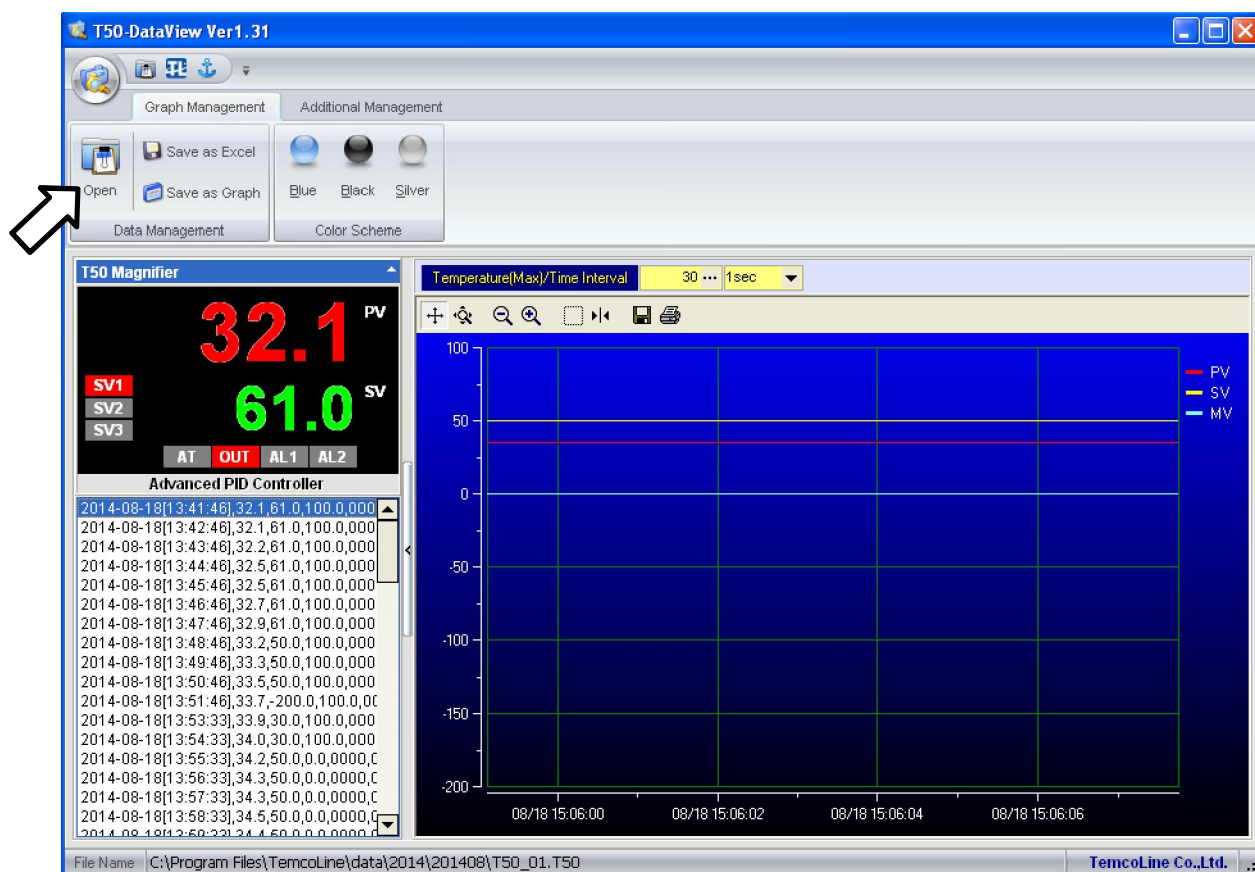 T50-DataView Ver1.31
Graph Management Additional Management
Open
Save as Excel
Save as Graph
Blue Black Silver
Data Management Color Scheme
T50 Magnifier
32.1 PV
SV1
SV2
SV3
61.0 SV
AT OUT AL1 AL2
Advanced PID Controller
2014-08-18[13:41:46],32.1,61.0,100.0,000
2014-08-18[13:42:46],32.1,61.0,100.0,000
2014-08-18[13:43:46],32.2,61.0,100.0,000
2014-08-18[13:44:46],32.5,61.0,100.0,000
2014-08-18[13:45:46],32.5,61.0,100.0,000
2014-08-18[13:46:46],32.7,61.0,100.0,000
2014-08-18[13:47:46],32.9,61.0,100.0,000
2014-08-18[13:48:46],33.2,50.0,100.0,000
2014-08-18[13:49:46],33.3,50.0,100.0,000
2014-08-18[13:50:46],33.5,50.0,100.0,000
2014-08-18[13:51:46],33.7,-200.0,100.0,00
2014-08-18[13:53:33],33.9,30.0,100.0,000
2014-08-18[13:54:33],34.0,30.0,100.0,000
2014-08-18[13:55:33],34.2,50.0,0.0,0000,
2014-08-18[13:56:33],34.3,50.0,0.0,0000,
2014-08-18[13:57:33],34.3,50.0,0.0,0000,
2014-08-18[13:58:33],34.5,50.0,0.0,0000,
Temperature(Max)/Time Interval 30 ... 1sec
100
50
0
-50
-100
-150
-200
PV
SV
MV
08/18 15:06:00 08/18 15:06:02 08/18 15:06:04 08/18 15:06:06
File Name C:\Program Files\TemcoLine\data\2014\201408\T50_01.T50 TemcoLine Co.,Ltd.